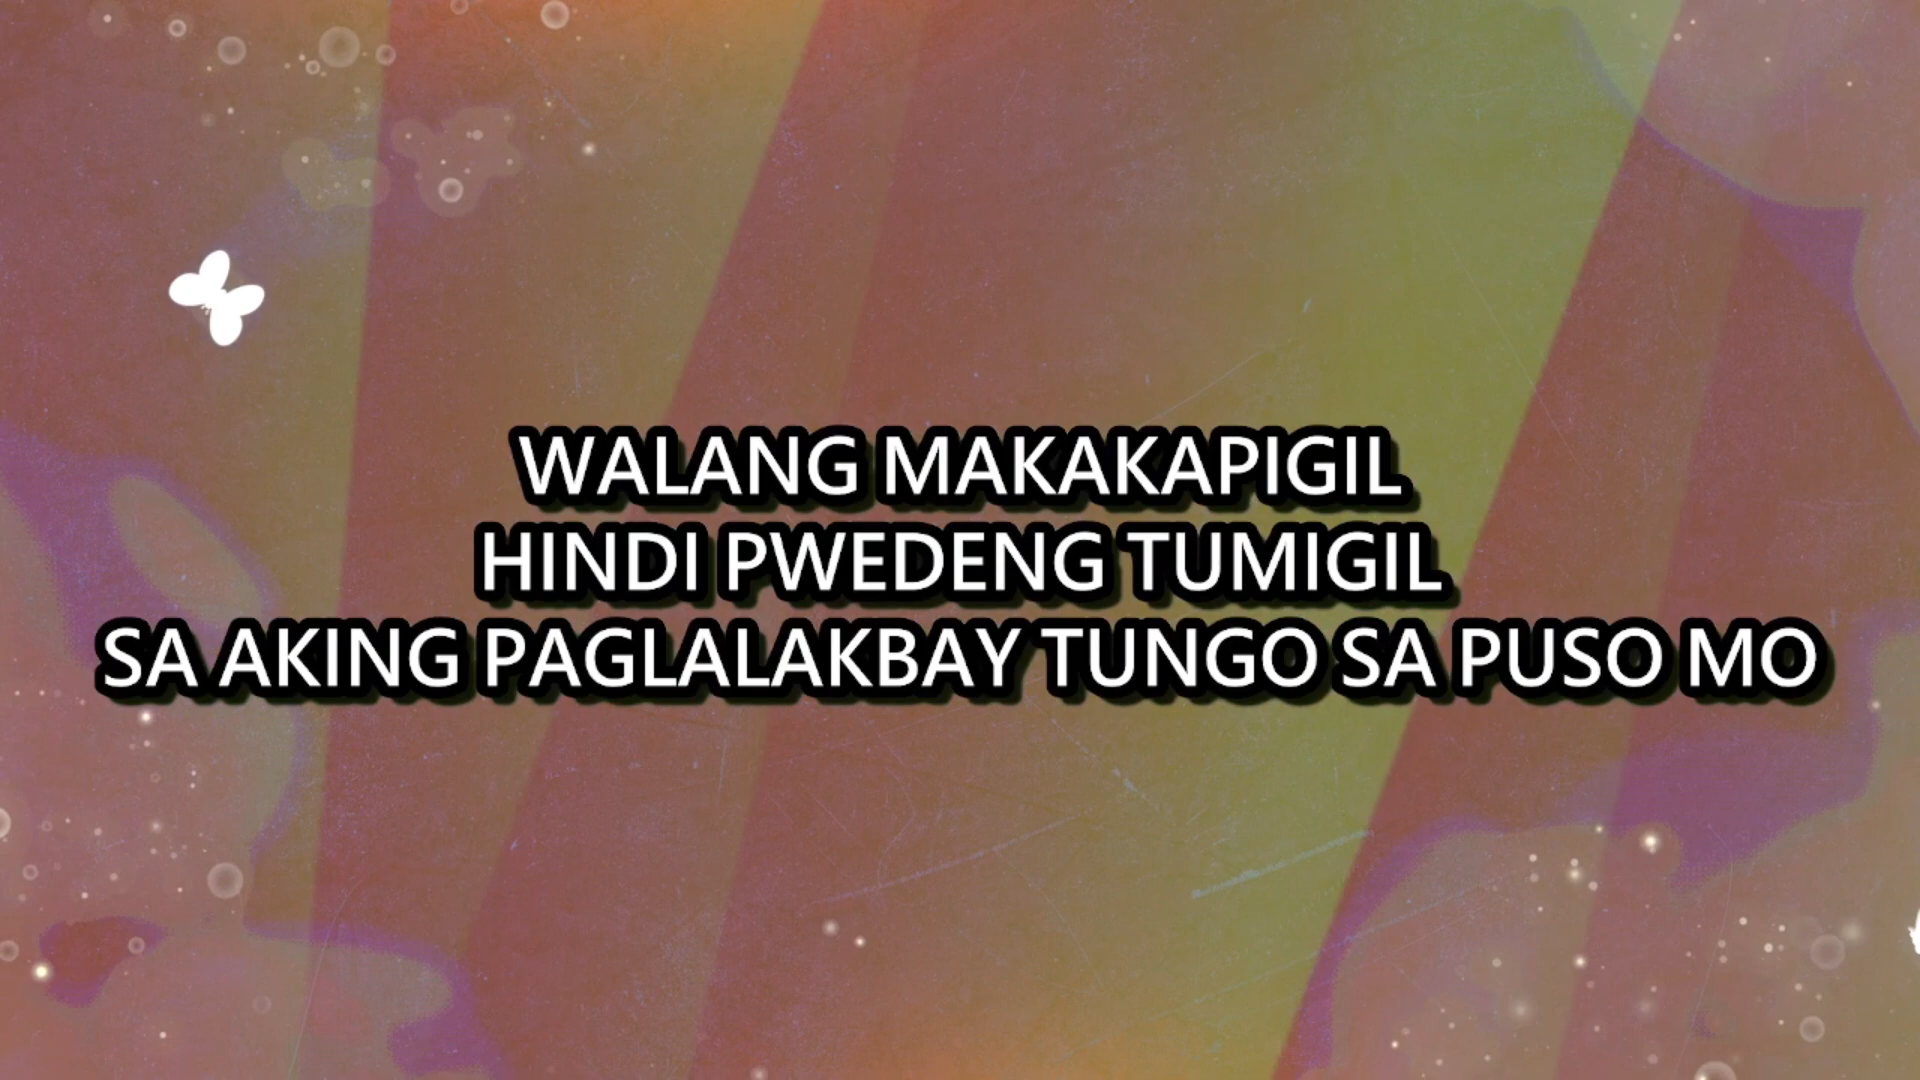 WALANG MAKAKAPIGIL
HINDI PWEDENG TUMIGIL
SA AKING PAGLALAKBAY TUNGO SA PUSO MO